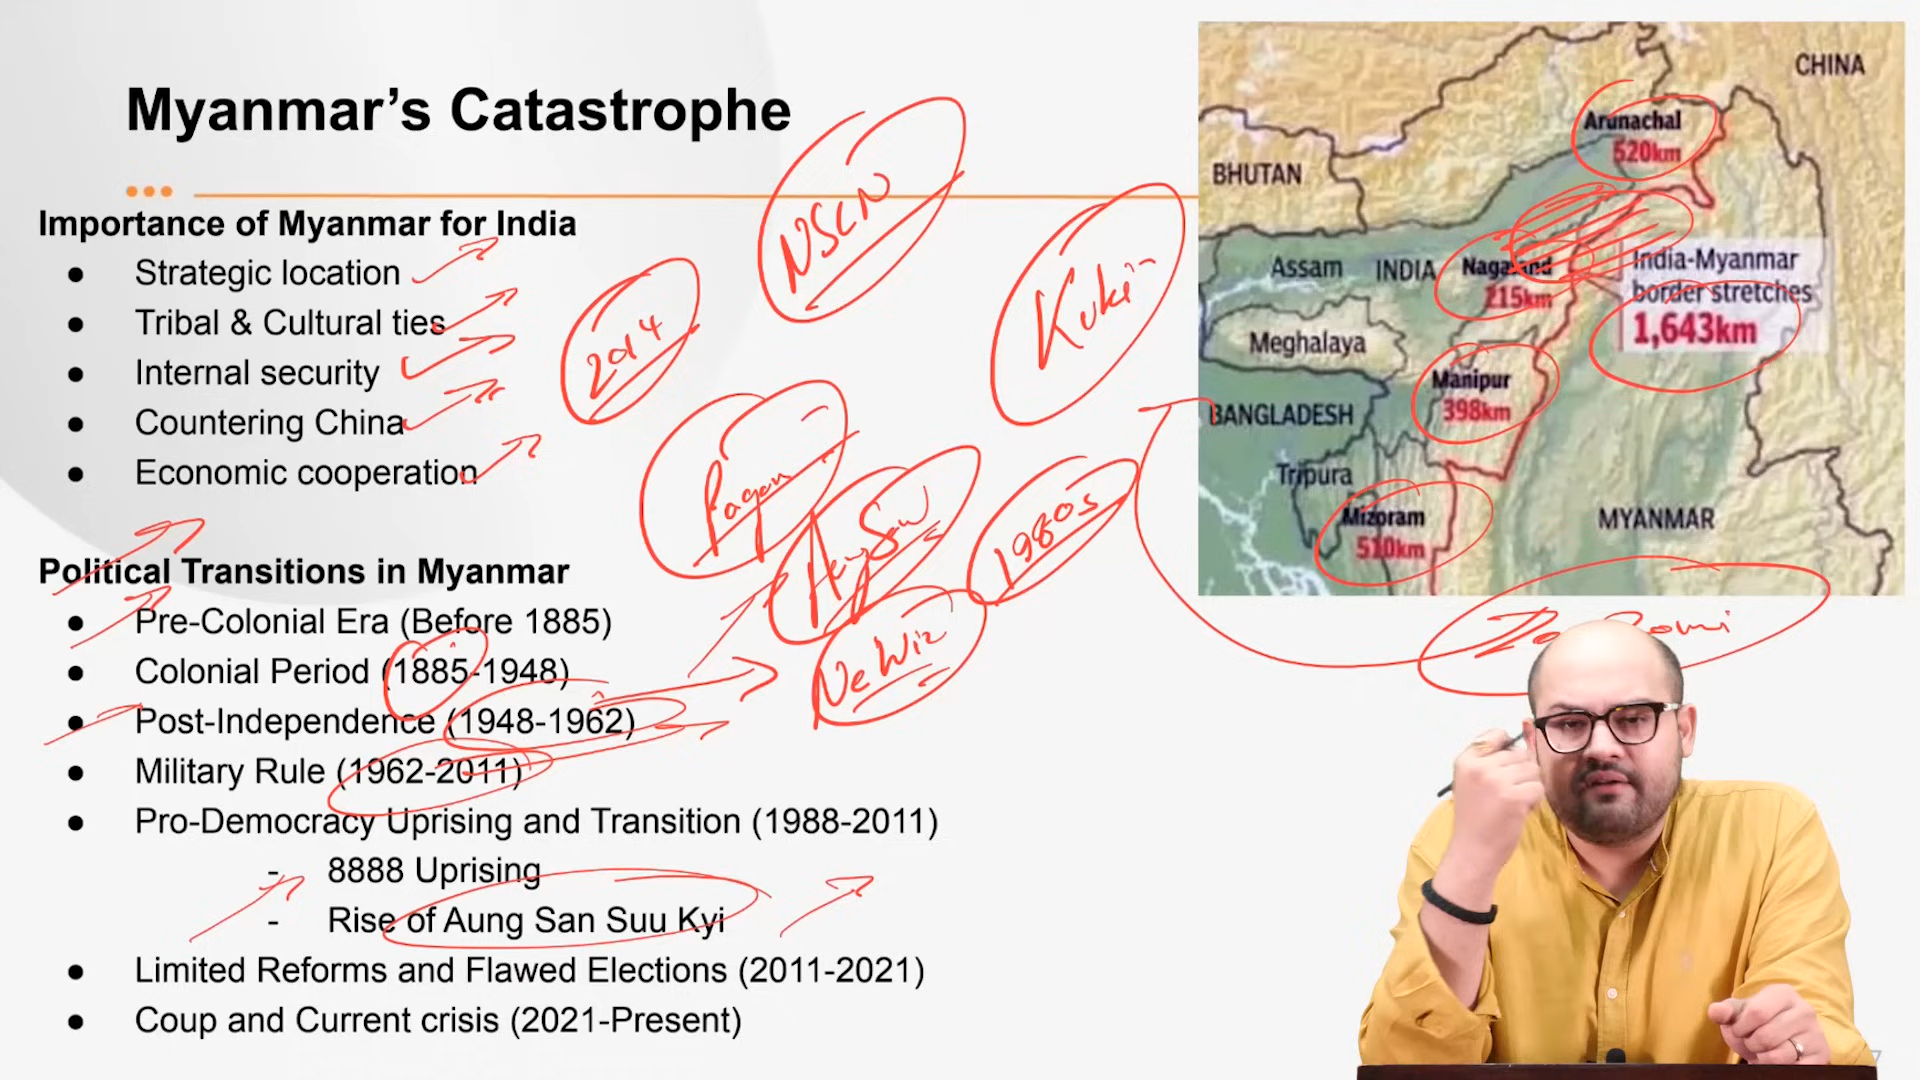 Myanmar’s Catastrophe
Importance of Myanmar for India
● Strategic location
● Tribal & Cultural ties
● Internal security
● Countering China
● Economic cooperation
Political Transitions in Myanmar
● Pre-Colonial Era (Before 1885)
● Colonial Period (1885-1948)
● Post-Independence (1948-1962)
● Military Rule (1962-2011)
● Pro-Democracy Uprising and Transition (1988-2011)
- 8888 Uprising
- Rise of Aung San Suu Kyi
● Limited Reforms and Flawed Elections (2011-2021)
● Coup and Current crisis (2021-Present)
NSCN
2014
Kuki
Pagan
1980s
Ne Win
CHINA
Arunachal
520km
BHUTAN
Assam
INDIA
Nagaland
215km
India-Myanmar
border stretches
1,643km
Meghalaya
Manipur
398km
BANGLADESH
Tripura
Mizoram
510km
MYANMAR
7